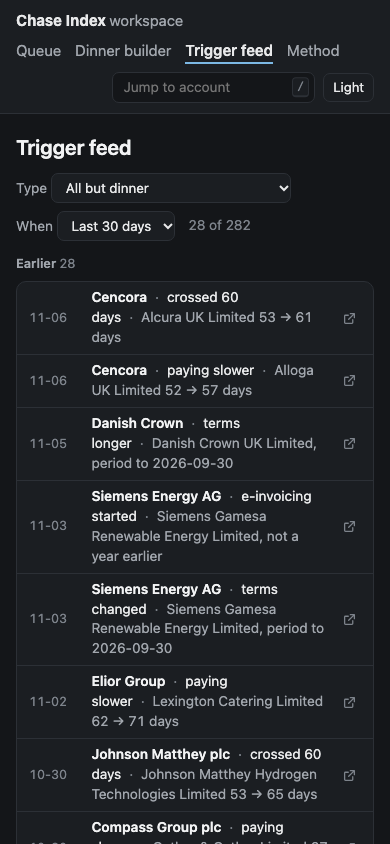 Chase Index workspace
Queue Dinner builder Trigger feed Method
Jump to account / Light
Trigger feed
Type All but dinner
When Last 30 days 28 of 282
Earlier 28
Cencora · crossed 60
11-06 days · Alcura UK Limited 53 → 61
days
11-06 Cencora · paying slower · Alloga
UK Limited 52 → 57 days
Danish Crown · terms
11-05 longer · Danish Crown UK Limited,
period to 2026-09-30
Siemens Energy AG · e-invoicing
started · Siemens Gamesa
11-03 Renewable Energy Limited, not a
year earlier
Siemens Energy AG · terms
changed · Siemens Gamesa
11-03 Renewable Energy Limited, period to
2026-09-30
Elior Group · paying
11-02 slower · Lexington Catering Limited
62 → 71 days
Johnson Matthey plc · crossed 60
10-30 days · Johnson Matthey Hydrogen
Technologies Limited 53 → 65 days
Compass Group plc · paying